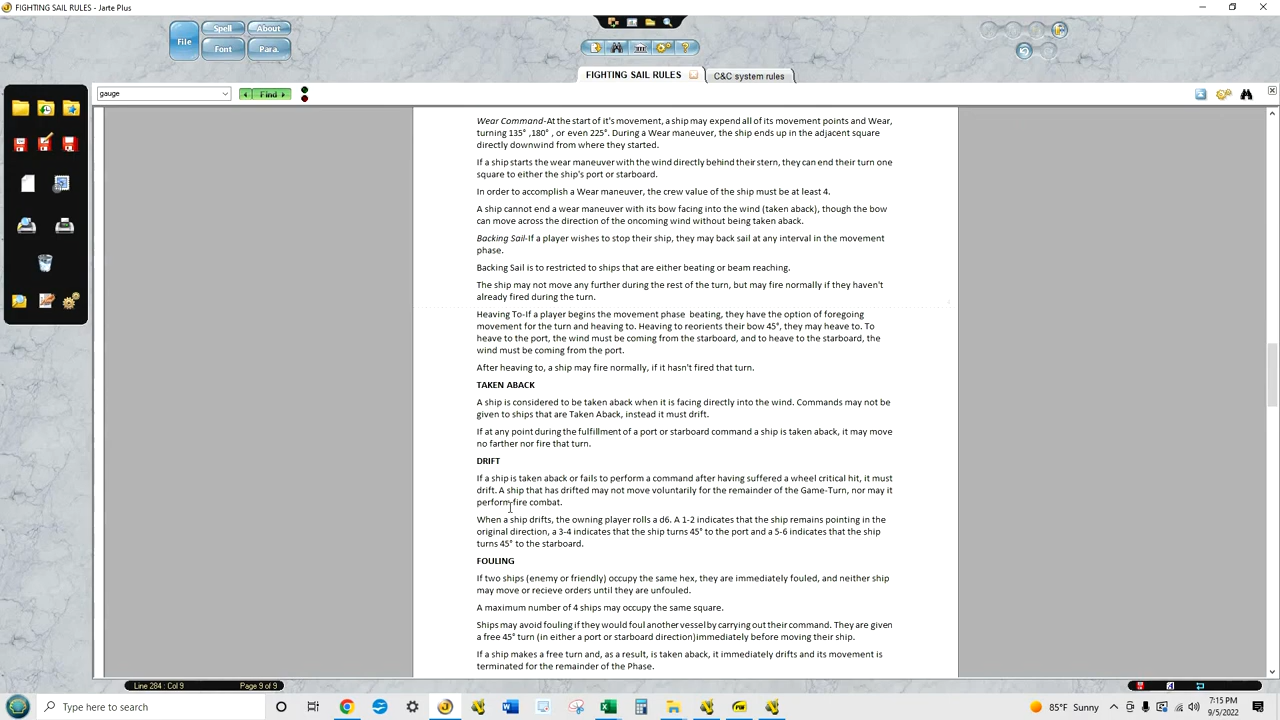 FIGHTING SAIL RULES - Jarte Plus
File
Spell
About
Font
Para.
FIGHTING SAIL RULES
C&C system rules
gauge
Find
Wear Command-At the start of it's movement, a ship may expend all of its movement points and Wear,
turning 135° ,180° , or even 225°. During a Wear maneuver, the ship ends up in the adjacent square
directly downwind from where they started.
If a ship starts the wear maneuver with the wind directly behind their stern, they can end their turn one
square to either the ship's port or starboard.
In order to accomplish a Wear maneuver, the crew value of the ship must be at least 4.
A ship cannot end a wear maneuver with its bow facing into the wind (taken aback), though the bow
can move across the direction of the oncoming wind without being taken aback.
Backing Sail-If a player wishes to stop their ship, they may back sail at any interval in the movement
phase.
Backing Sail is to restricted to ships that are either beating or beam reaching.
The ship may not move any further during the rest of the turn, but may fire normally if they haven't
already fired during the turn.
Heaving To-If a player begins the movement phase beating, they have the option of foregoing
movement for the turn and heaving to. Heaving to reorients their bow 45°, they may heave to. To
heave to the port, the wind must be coming from the starboard, and to heave to the starboard, the
wind must be coming from the port.
After heaving to, a ship may fire normally, if it hasn't fired that turn.
TAKEN ABACK
A ship is considered to be taken aback when it is facing directly into the wind. Commands may not be
given to ships that are Taken Aback, instead it must drift.
If at any point during the fulfillment of a port or starboard command a ship is taken aback, it may move
no farther nor fire that turn.
DRIFT
If a ship is taken aback or fails to perform a command after having suffered a wheel critical hit, it must
drift. A ship that has drifted may not move voluntarily for the remainder of the Game-Turn, nor may it
perform fire combat.
When a ship drifts, the owning player rolls a d6. A 1-2 indicates that the ship remains pointing in the
original direction, a 3-4 indicates that the ship turns 45° to the port and a 5-6 indicates that the ship
turns 45° to the starboard.
FOULING
If two ships (enemy or friendly) occupy the same hex, they are immediately fouled, and neither ship
may move or recieve orders until they are unfouled.
A maximum number of 4 ships may occupy the same square.
Ships may avoid fouling if they would foul another vessel by carrying out their command. They are given
a free 45° turn (in either a port or starboard direction)immediately before moving their ship.
If a ship makes a free turn and, as a result, is taken aback, it immediately drifts and its movement is
terminated for the remainder of the Phase.
Line 284 : Col 9
Page 9 of 9
Type here to search
85°F Sunny
7:15 PM
9/5/2022